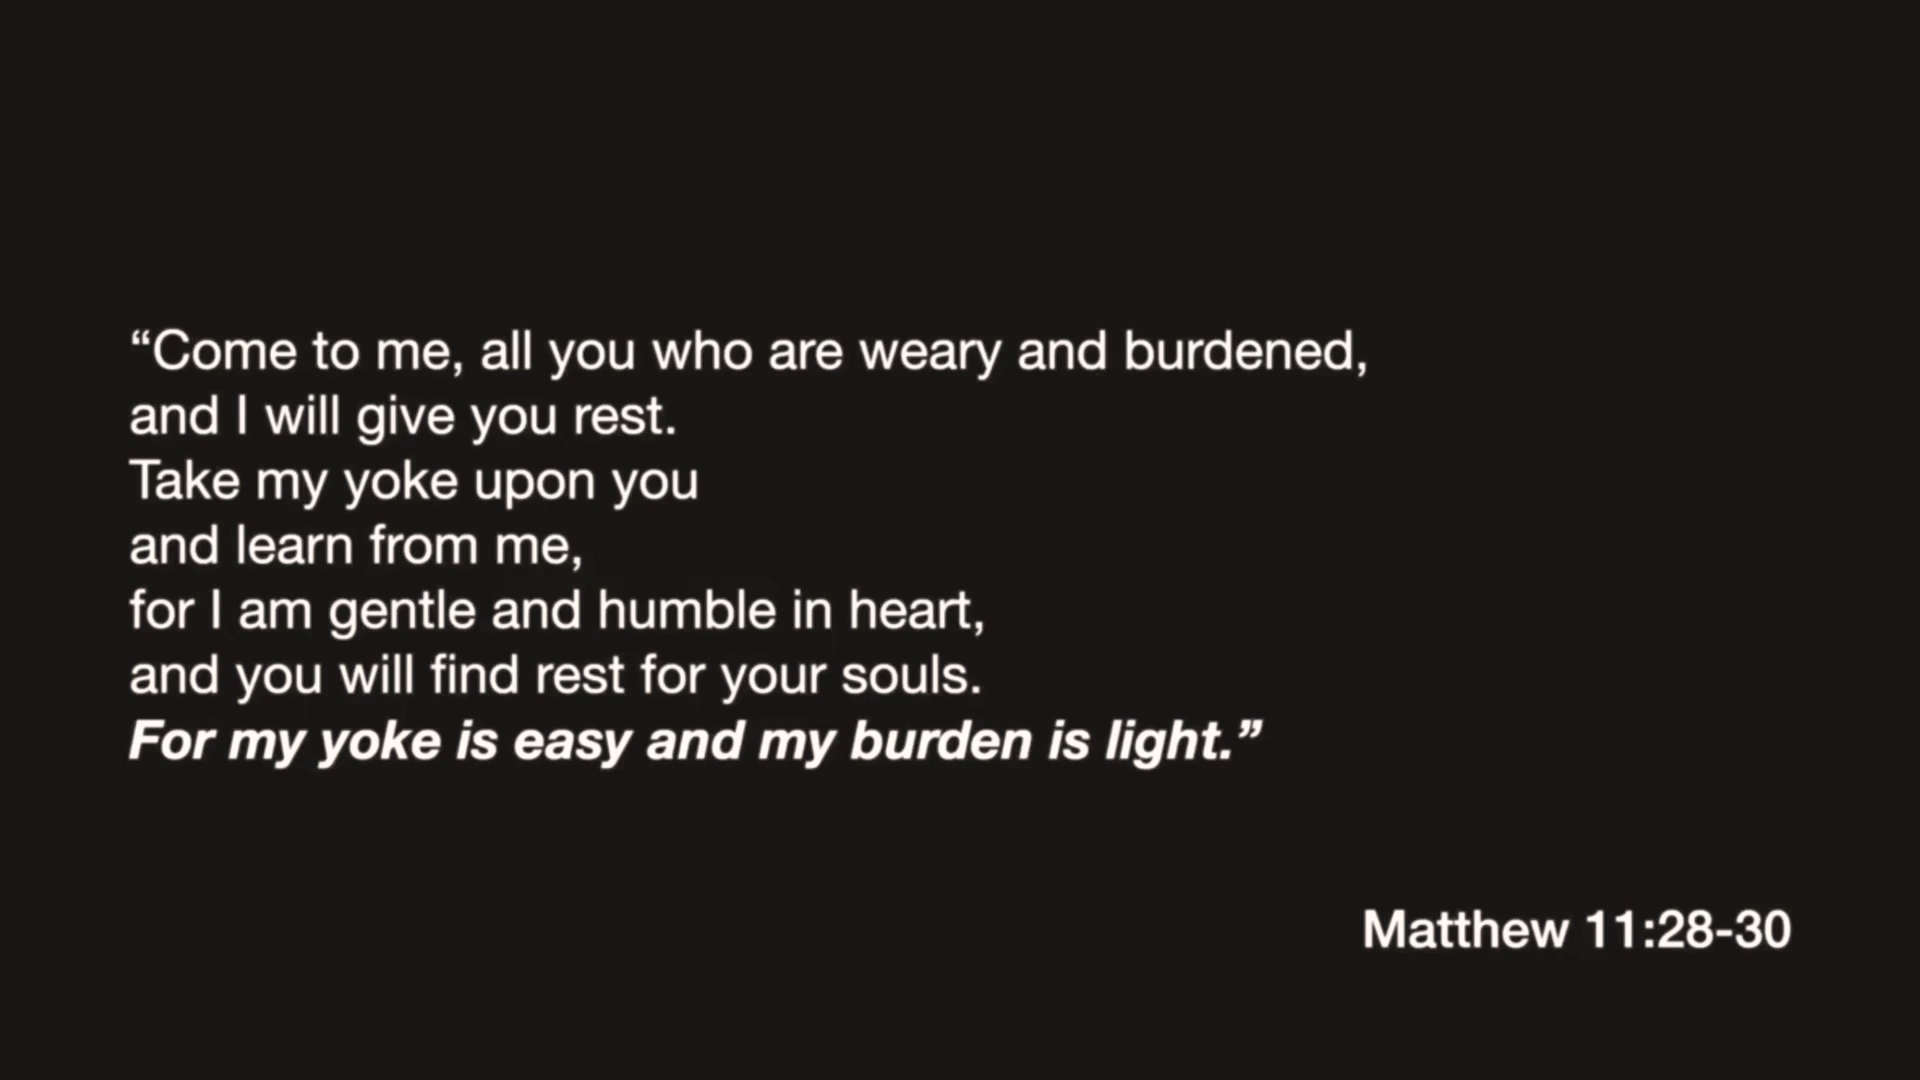 “Come to me, all you who are weary and burdened,
and I will give you rest.
Take my yoke upon you
and learn from me,
for I am gentle and humble in heart,
and you will find rest for your souls.
For my yoke is easy and my burden is light.”
Matthew 11:28-30